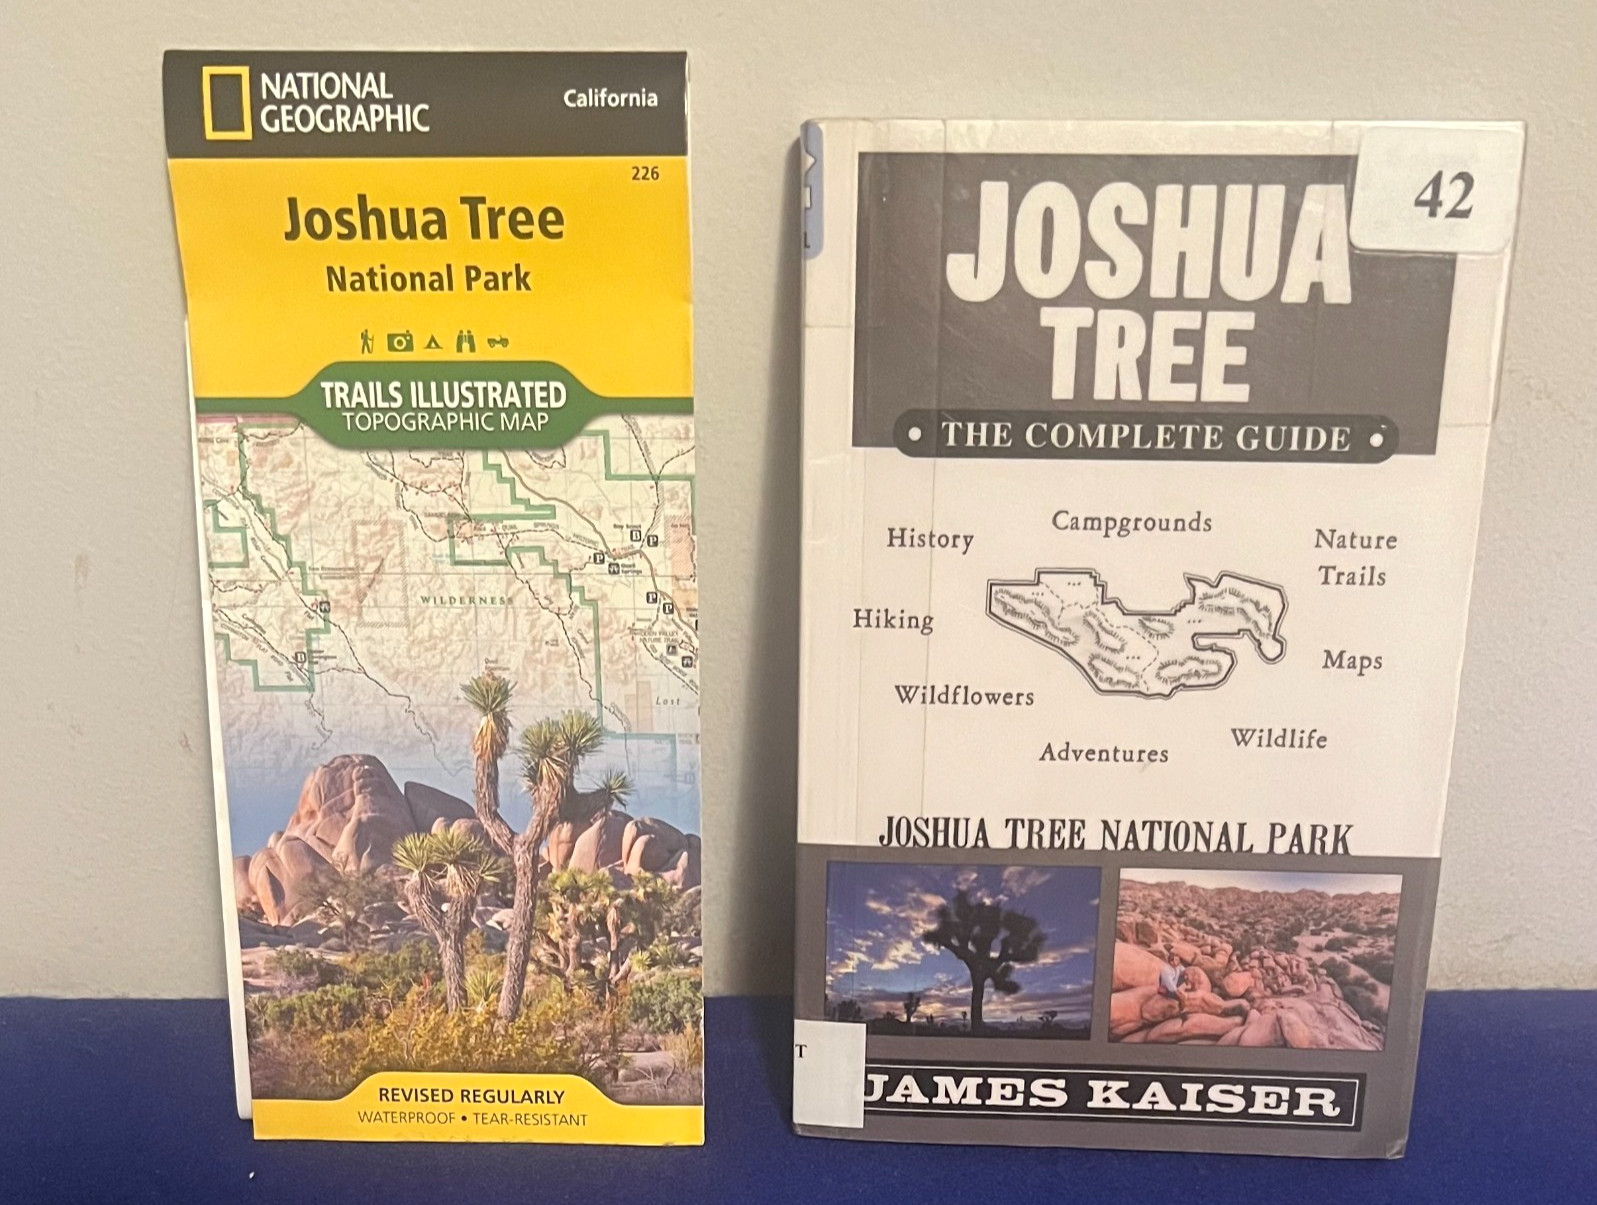 NATIONAL
GEOGRAPHIC
California
226
Joshua Tree
National Park
TRAILS ILLUSTRATED
TOPOGRAPHIC MAP
WILDERNESS
Lost
REVISED REGULARLY
WATERPROOF • TEAR-RESISTANT
42
JOSHUA
TREE
• THE COMPLETE GUIDE •
Campgrounds
History
Nature
Trails
Hiking
Maps
Wildflowers
Wildlife
Adventures
JOSHUA TREE NATIONAL PARK
T
JAMES KAISER